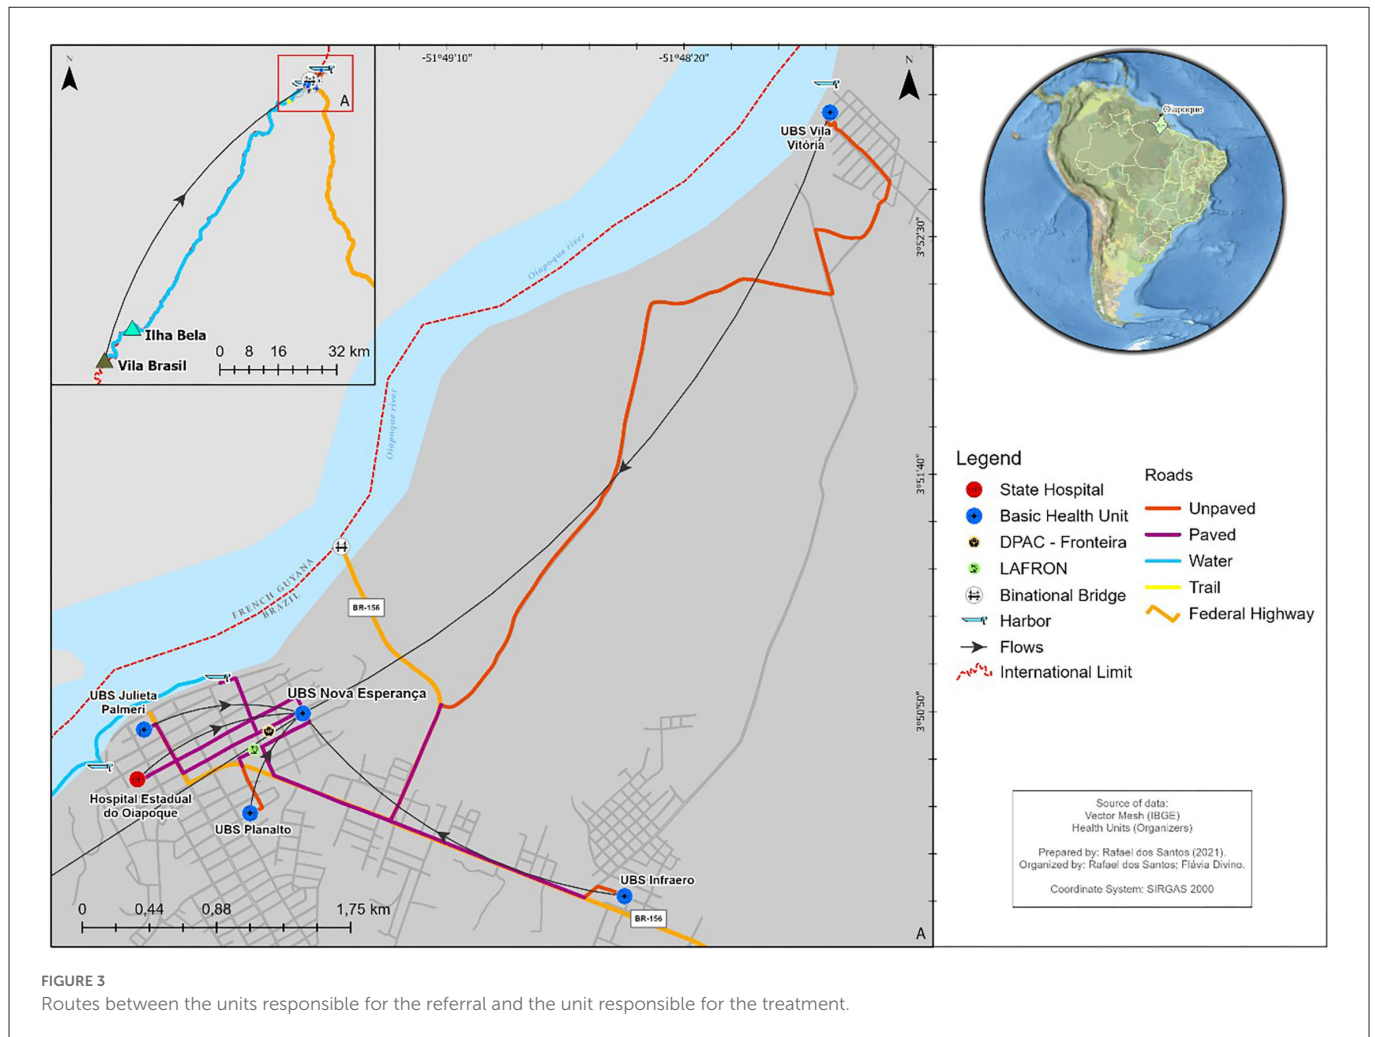 N
A
Ilha Bela
Vila Brasil
0 8 16 32 km
-51°49'10"
-51°48'20"
N
UBS Vila
Vitória
3°52'30"
3°51'40"
3°50'50"
Oiapoque river
Oiapoque river
FRENCH GUYANA
BRAZIL
BR-156
UBS Julieta
Palmeri
UBS Nova Esperança
Hospital Estadual
do Oiapoque
UBS Planalto
UBS Infraero
BR-156
0 0,44 0,88 1,75 km
A
Oiapoque
Legend
State Hospital
Basic Health Unit
DPAC - Fronteira
LAFRON
Binational Bridge
Harbor
Flows
International Limit
Roads
Unpaved
Paved
Water
Trail
Federal Highway
Source of data:
Vector Mesh (IBGE)
Health Units (Organizers)
Prepared by: Rafael dos Santos (2021).
Organized by: Rafael dos Santos; Flávia Divino.
Coordinate System: SIRGAS 2000
FIGURE 3
Routes between the units responsible for the referral and the unit responsible for the treatment.